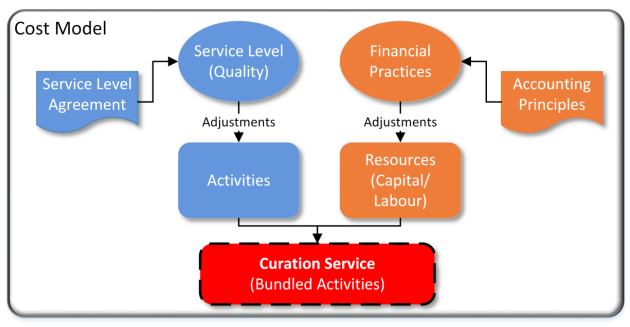 Cost Model
Service Level
(Quality)
Financial
Practices
Service Level
Agreement
Accounting
Principles
Adjustments
Adjustments
Activities
Resources
(Capital/
Labour)
Curation Service
(Bundled Activities)